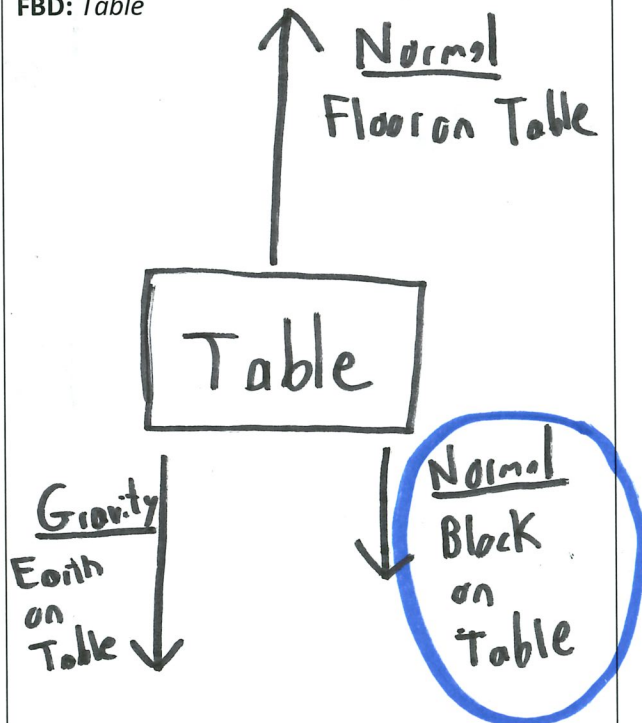 FBD: Table
Normal
Floor on Table
Table
Gravity
Earth
on
Table
Normal
Block
on
Table